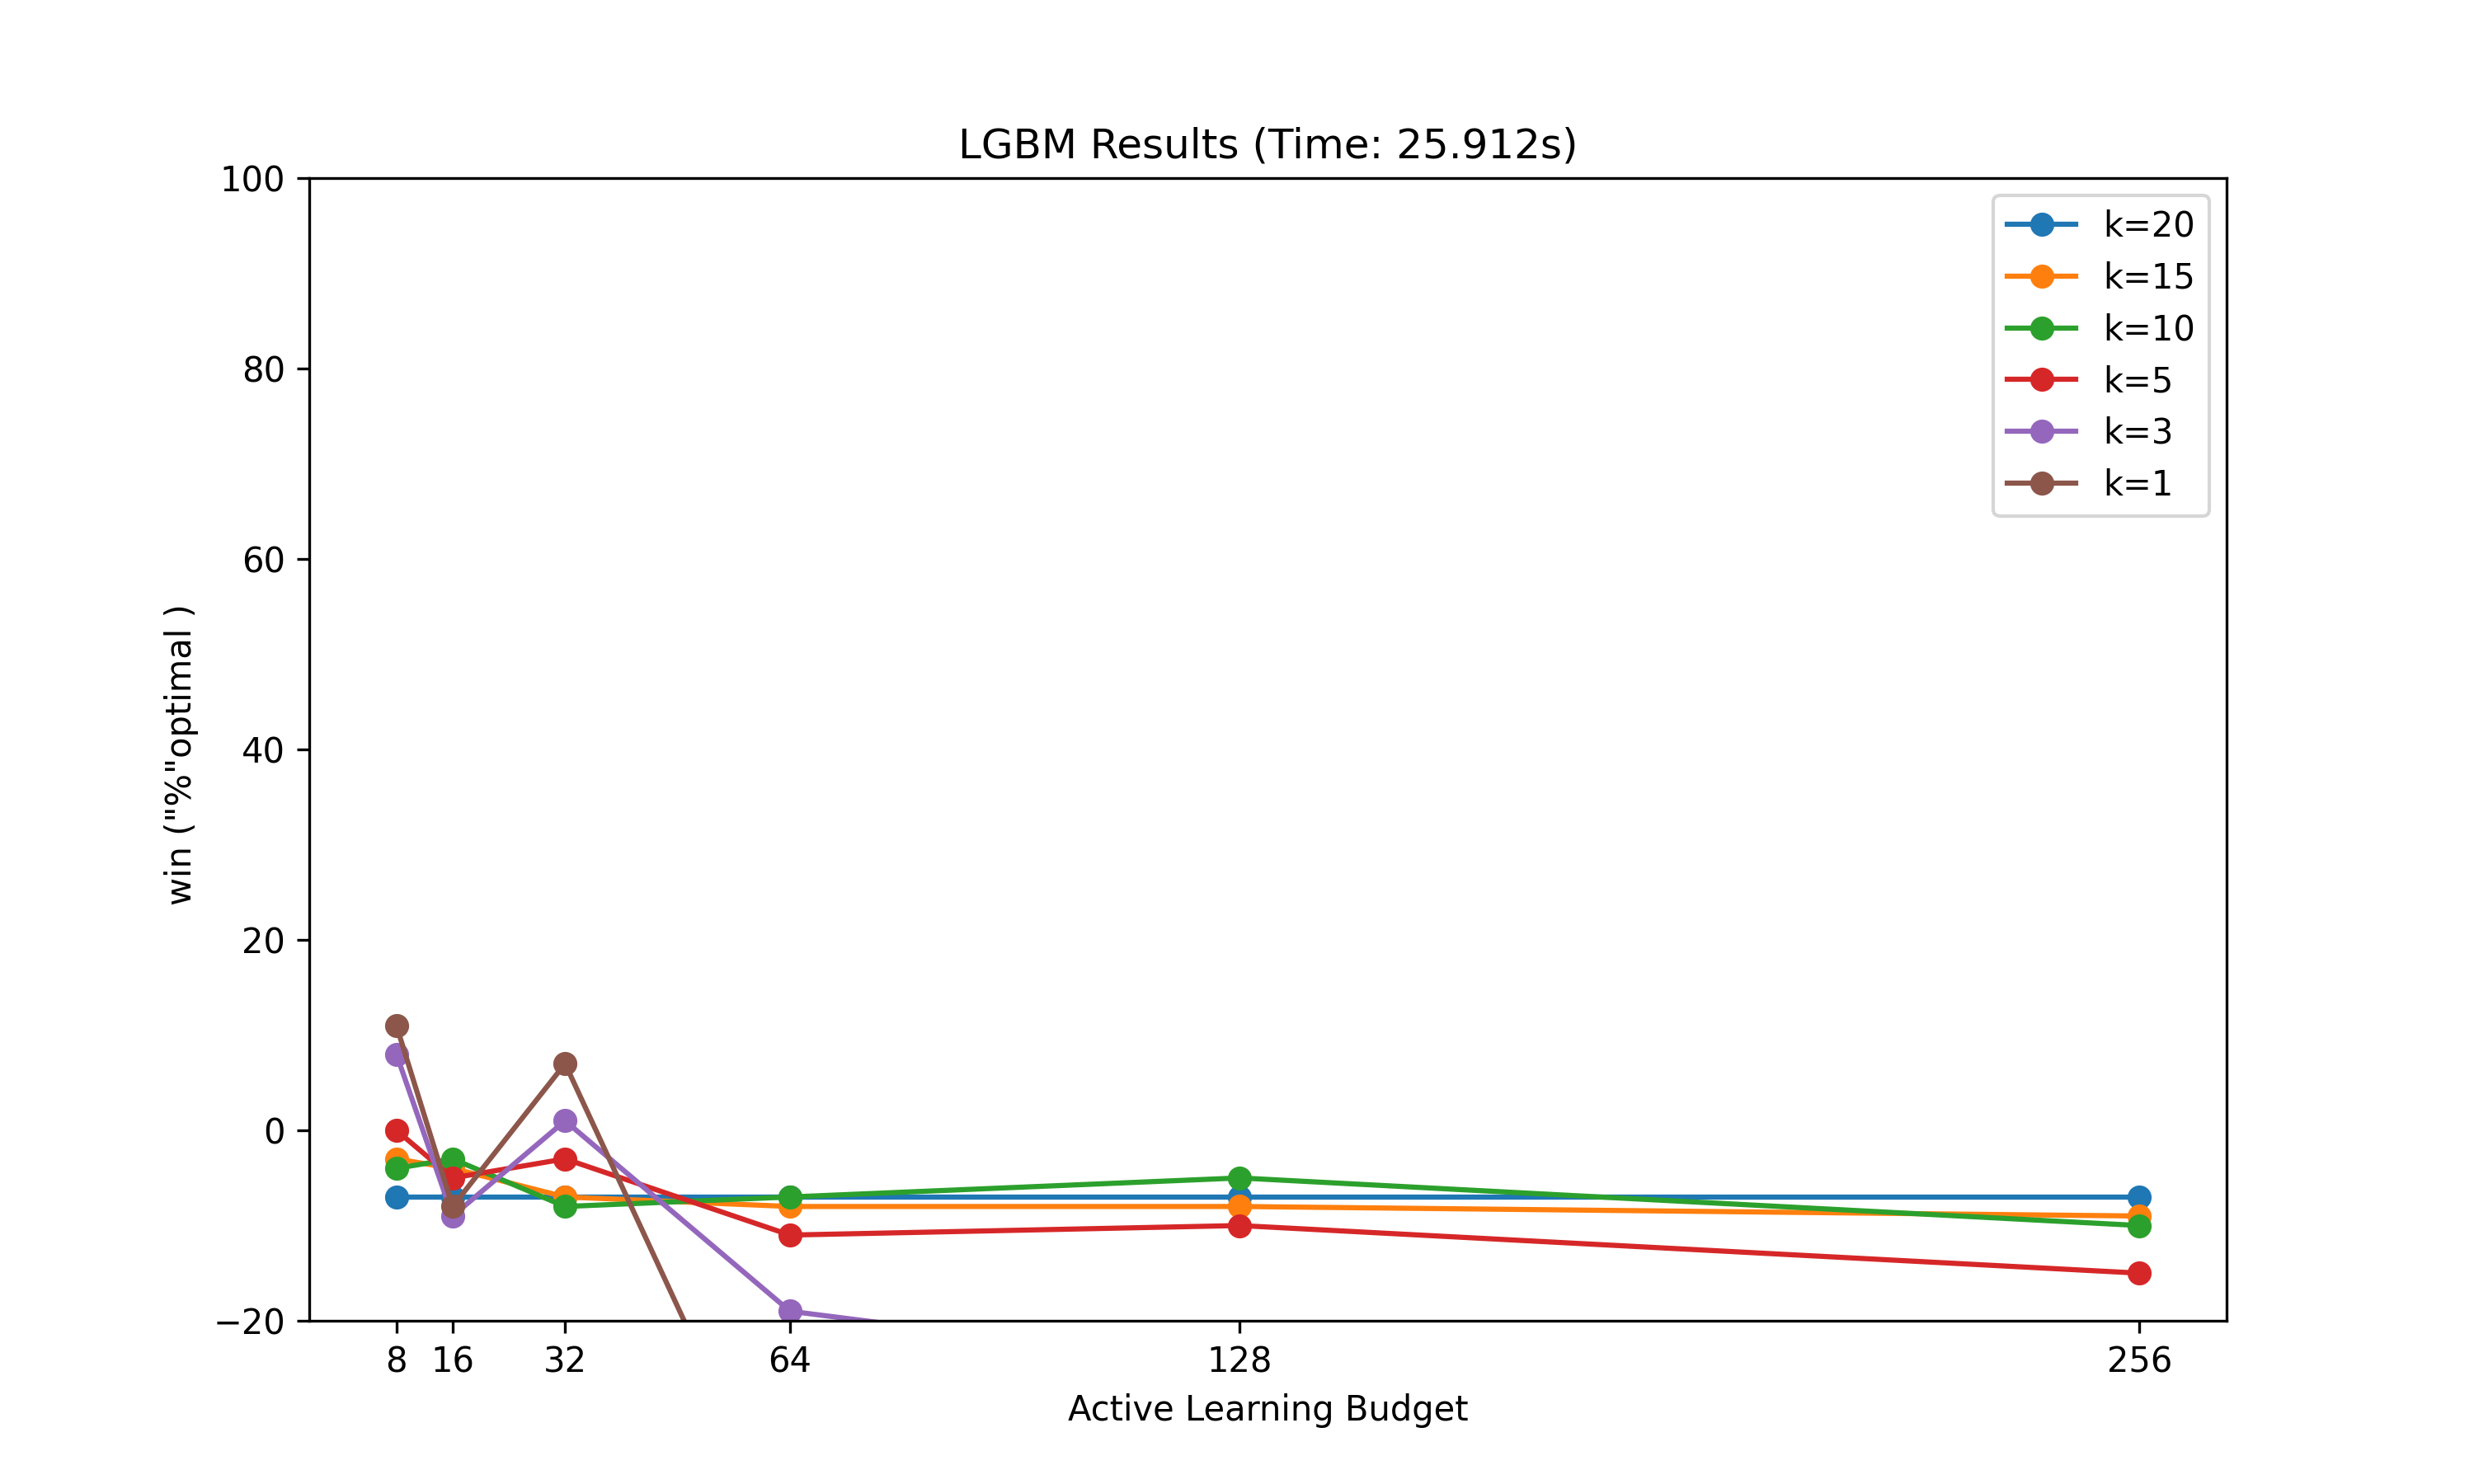 LGBM Results (Time: 25.912s)
100
80
60
40
20
0
−20
win ("%"optimal )
k=20
k=15
k=10
k=5
k=3
k=1
8 16 32 64 128 256
Active Learning Budget